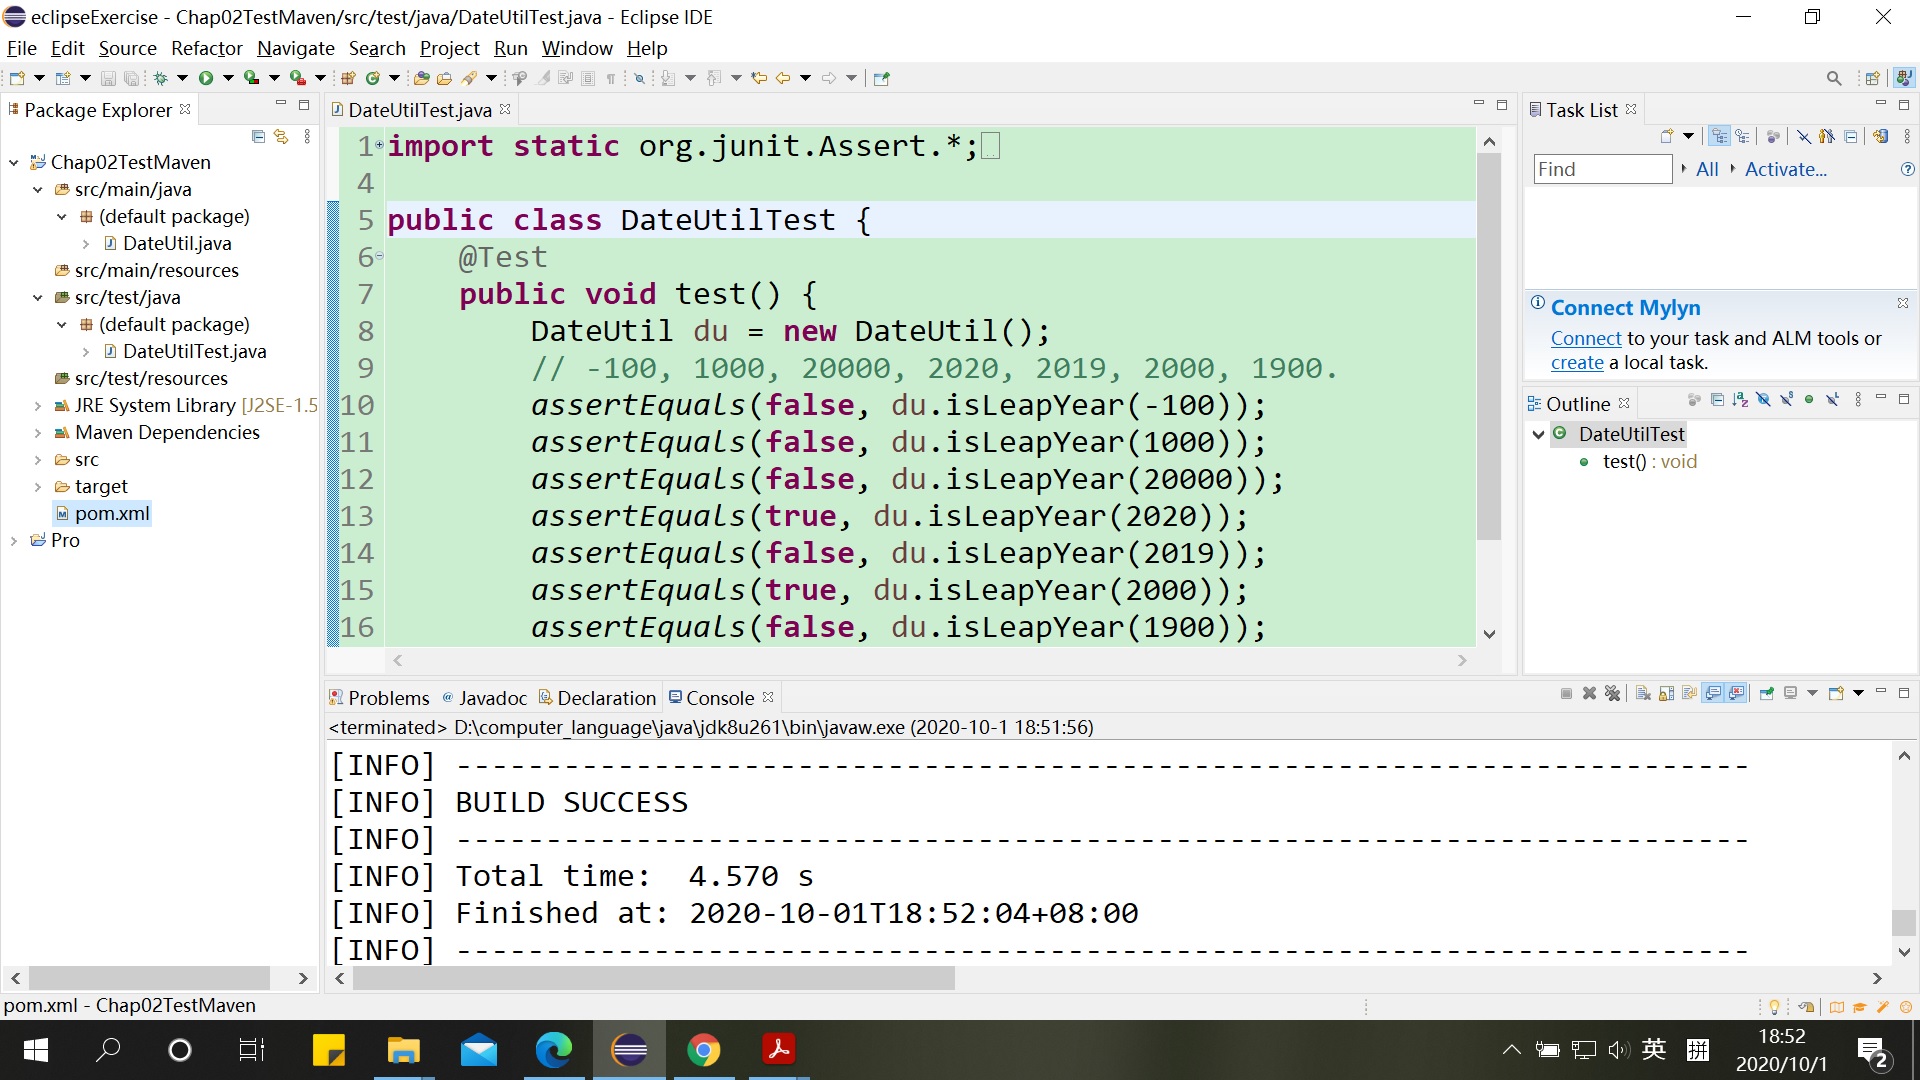 eclipseExercise - Chap02TestMaven/src/test/java/DateUtilTest.java - Eclipse IDE
File Edit Source Refactor Navigate Search Project Run Window Help
Package Explorer
Chap02TestMaven
src/main/java
(default package)
DateUtil.java
src/main/resources
src/test/java
(default package)
DateUtilTest.java
src/test/resources
JRE System Library [J2SE-1.5
Maven Dependencies
src
target
pom.xml
Pro
DateUtilTest.java
1 import static org.junit.Assert.*;
4
5 public class DateUtilTest {
6 @Test
7 public void test() {
8 DateUtil du = new DateUtil();
9 // -100, 1000, 20000, 2020, 2019, 2000, 1900.
10 assertEquals(false, du.isLeapYear(-100));
11 assertEquals(false, du.isLeapYear(1000));
12 assertEquals(false, du.isLeapYear(20000));
13 assertEquals(true, du.isLeapYear(2020));
14 assertEquals(false, du.isLeapYear(2019));
15 assertEquals(true, du.isLeapYear(2000));
16 assertEquals(false, du.isLeapYear(1900));
Task List
Find All Activate...
Connect Mylyn
Connect to your task and ALM tools or
create a local task.
Outline
DateUtilTest
test() : void
Problems @ Javadoc Declaration Console
<terminated> D:\computer_language\java\jdk8u261\bin\javaw.exe (2020-10-1 18:51:56)
[INFO] ------------------------------------------------------------------------
[INFO] BUILD SUCCESS
[INFO] ------------------------------------------------------------------------
[INFO] Total time:  4.570 s
[INFO] Finished at: 2020-10-01T18:52:04+08:00
[INFO] ------------------------------------------------------------------------
pom.xml - Chap02TestMaven
英 拼 18:52
2020/10/1
2